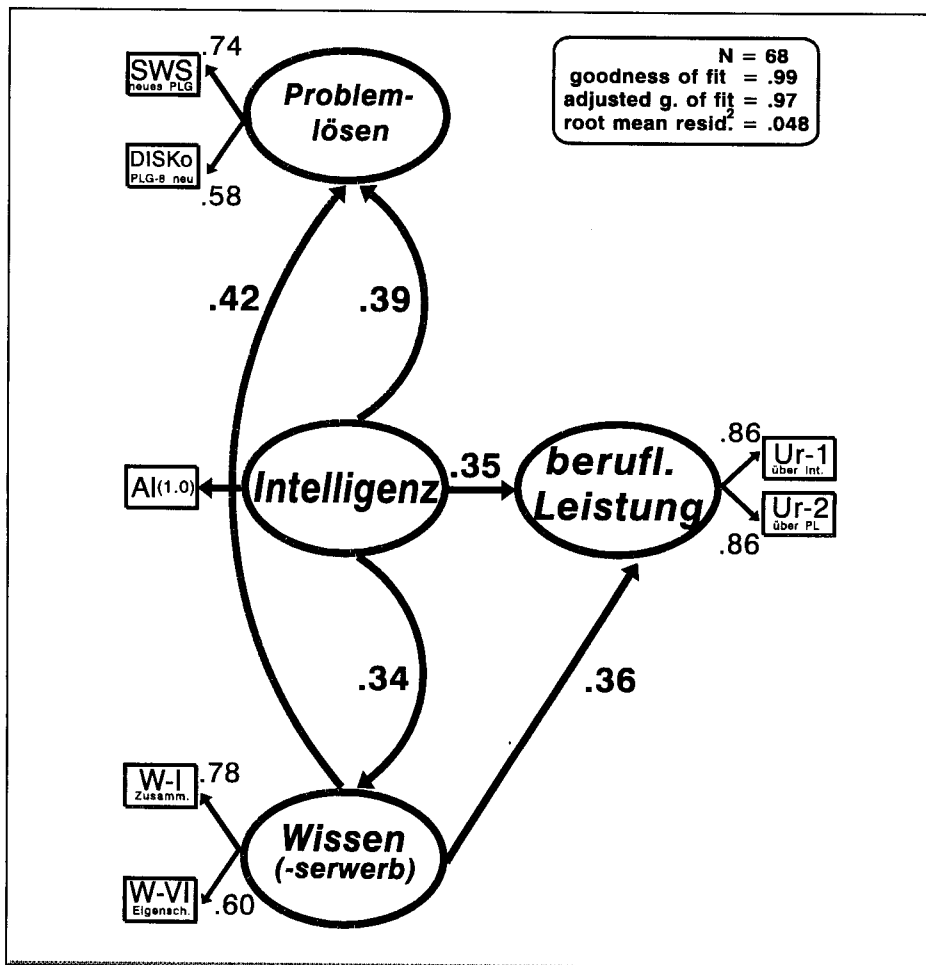 .74
SWS
neues PLG
Problem-
lösen
DISKo
PLG-8 neu
.58
N = 68
goodness of fit = .99
adjusted g. of fit = .97
root mean resid.² = .048
.42
.39
AI(1.0)
Intelligenz
.35
berufl.
Leistung
.86
Ur-1
über Int.
Ur-2
über PL
.86
.34
.36
W-I
Zusamm.
.78
Wissen
(-serwerb)
W-VI
Eigensch.
.60